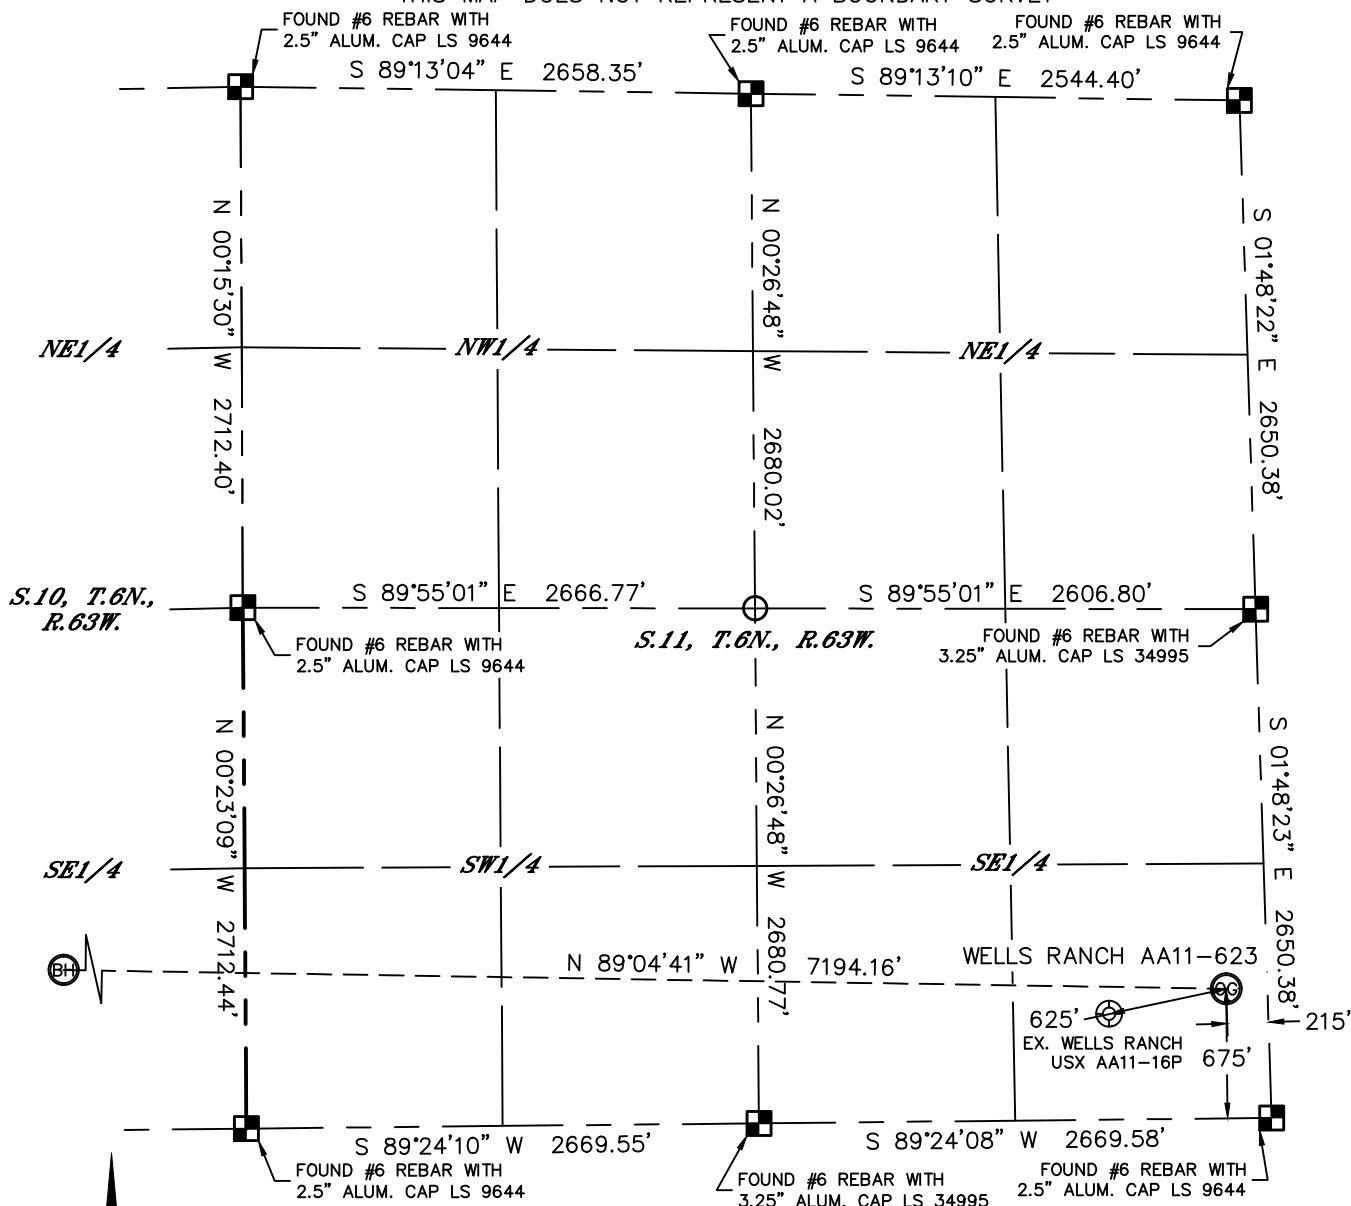 THIS MAP DOES NOT REPRESENT A BOUNDARY SURVEY
FOUND #6 REBAR WITH
2.5" ALUM. CAP LS 9644
FOUND #6 REBAR WITH
2.5" ALUM. CAP LS 9644
FOUND #6 REBAR WITH
2.5" ALUM. CAP LS 9644
S 89°13'04" E 2658.35'
S 89°13'10" E 2544.40'
N 00°15'30" W 2712.40'
N 00°26'48" W 2680.02'
S 01°48'22" E 2650.38'
NE1/4
NW1/4
NE1/4
S.10, T.6N.,
R.63W.
S 89°55'01" E 2666.77'
S 89°55'01" E 2606.80'
S.11, T.6N., R.63W.
FOUND #6 REBAR WITH
2.5" ALUM. CAP LS 9644
FOUND #6 REBAR WITH
3.25" ALUM. CAP LS 34995
N 00°23'09" W 2712.44'
N 00°26'48" W 2680.77'
S 01°48'23" E 2650.38'
SE1/4
SW1/4
SE1/4
BH
N 89°04'41" W 7194.16'
WELLS RANCH AA11-623
OG
625'
215'
EX. WELLS RANCH
USX AA11-16P
675'
S 89°24'10" W 2669.55'
S 89°24'08" W 2669.58'
FOUND #6 REBAR WITH
2.5" ALUM. CAP LS 9644
FOUND #6 REBAR WITH
3.25" ALUM. CAP LS 34995
FOUND #6 REBAR WITH
2.5" ALUM. CAP LS 9644